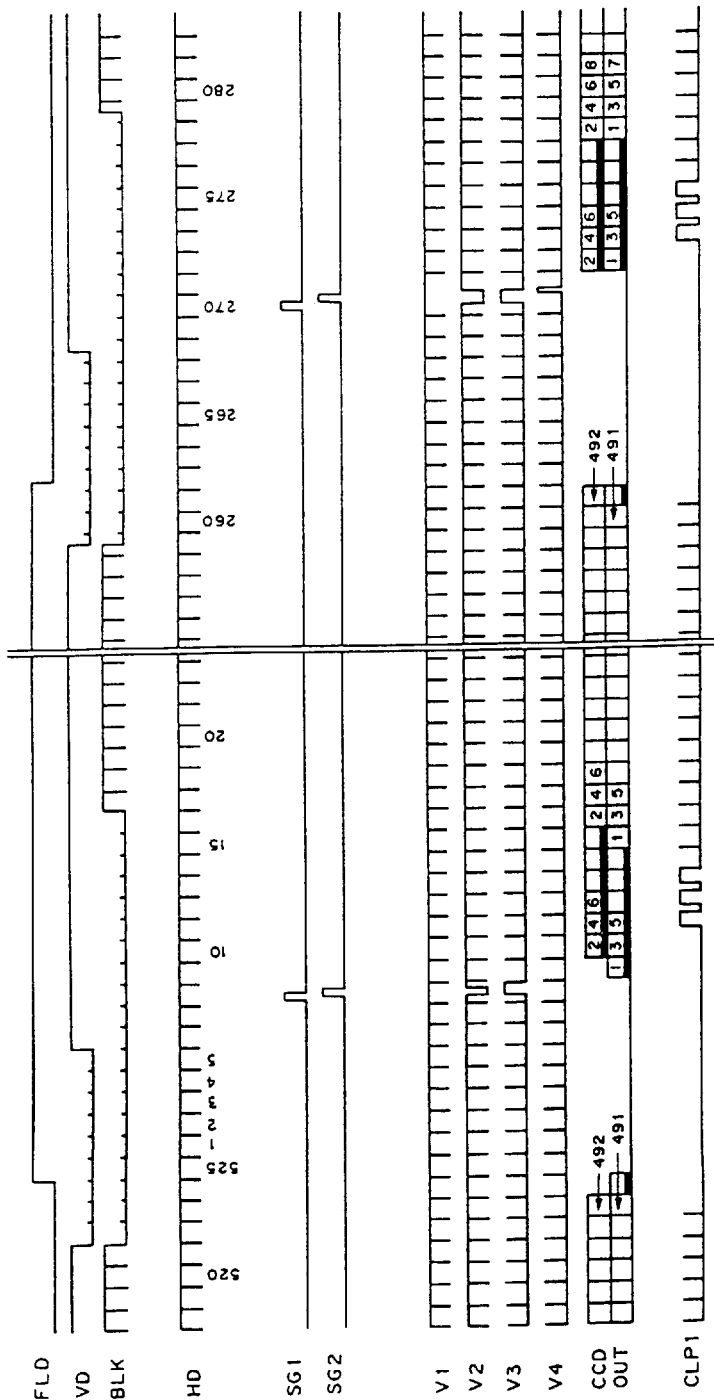 FLD
VD
BLK
HD
520 525 1 2 3 4 5 10 15 20 260 265 270 275 280
SG1
SG2
V1
V2
V3
V4
CCD 492 2 4 6 2 4 6 492 2 4 6 2 4 6 8
OUT 491 1 3 5 1 3 5 491 1 3 5 1 3 5 7
CLP1